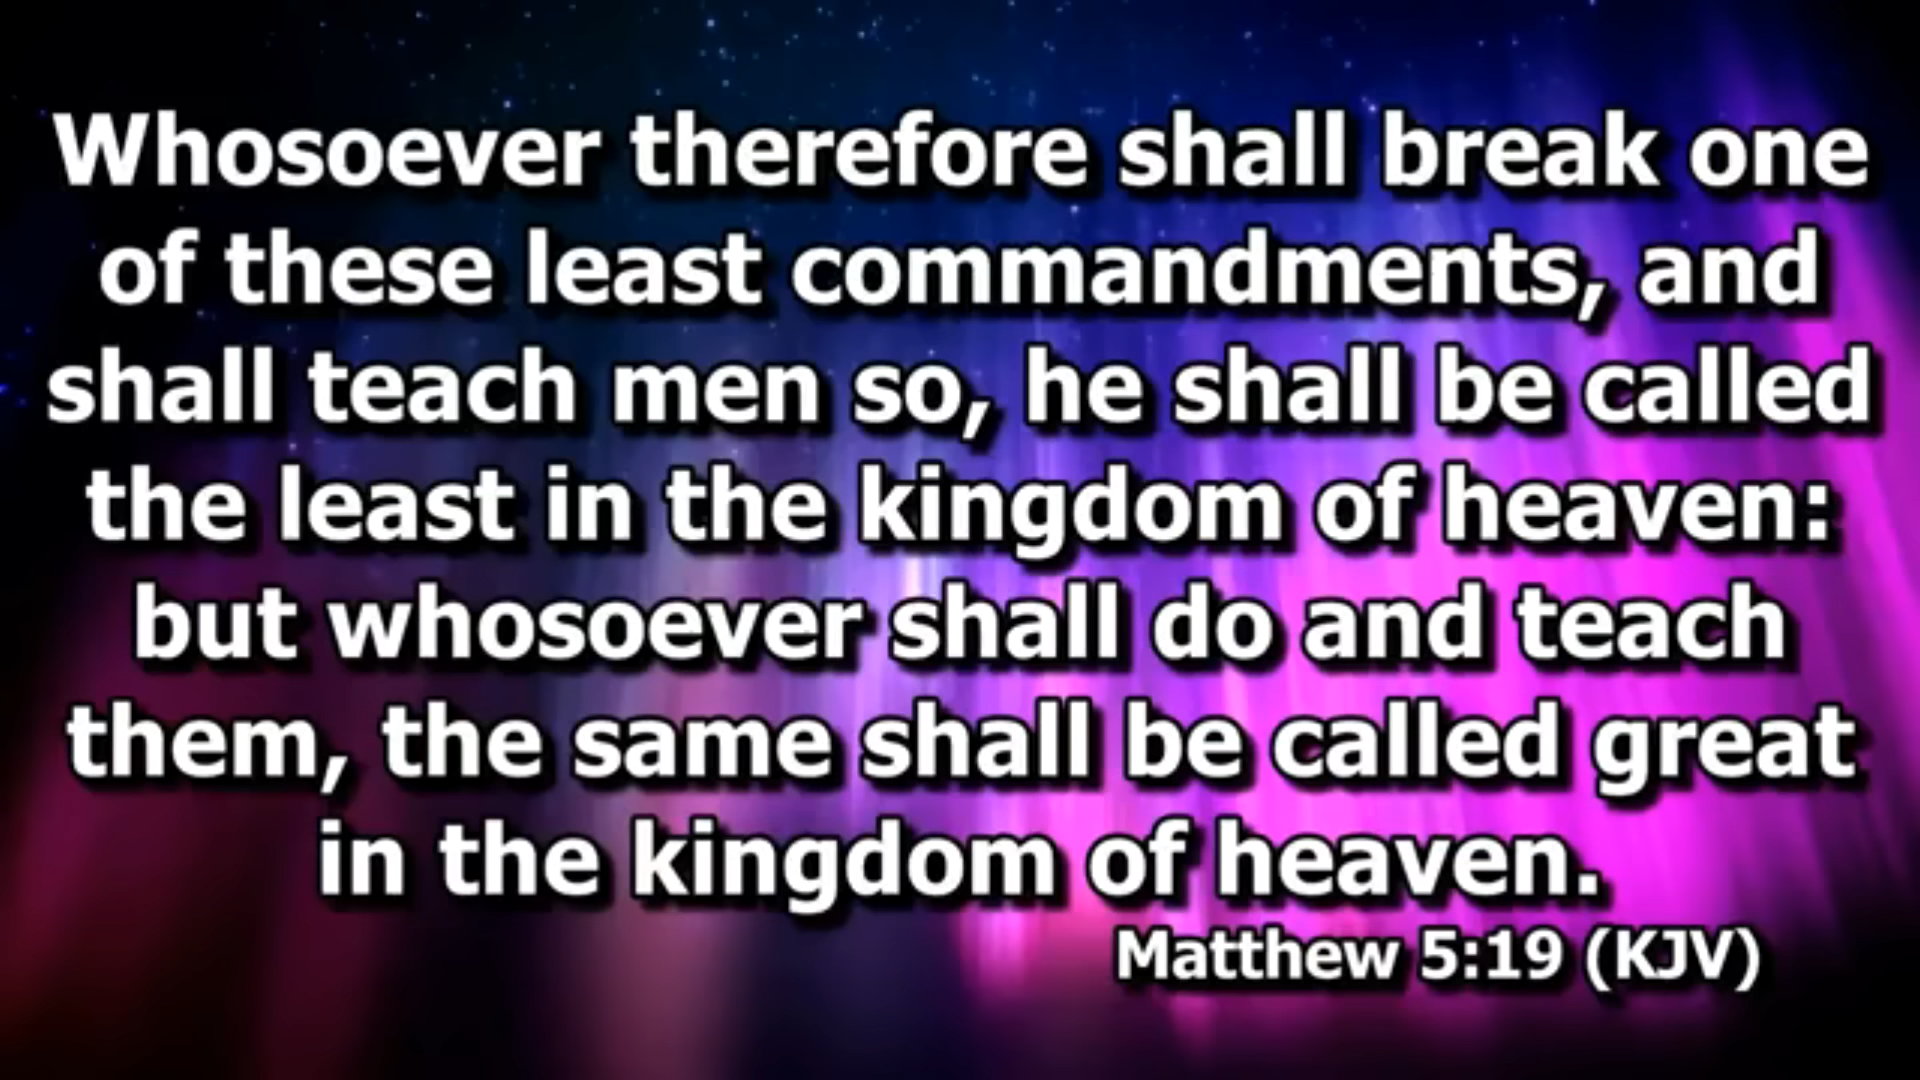 Whosoever therefore shall break one
of these least commandments, and
shall teach men so, he shall be called
the least in the kingdom of heaven:
but whosoever shall do and teach
them, the same shall be called great
in the kingdom of heaven.
Matthew 5:19 (KJV)